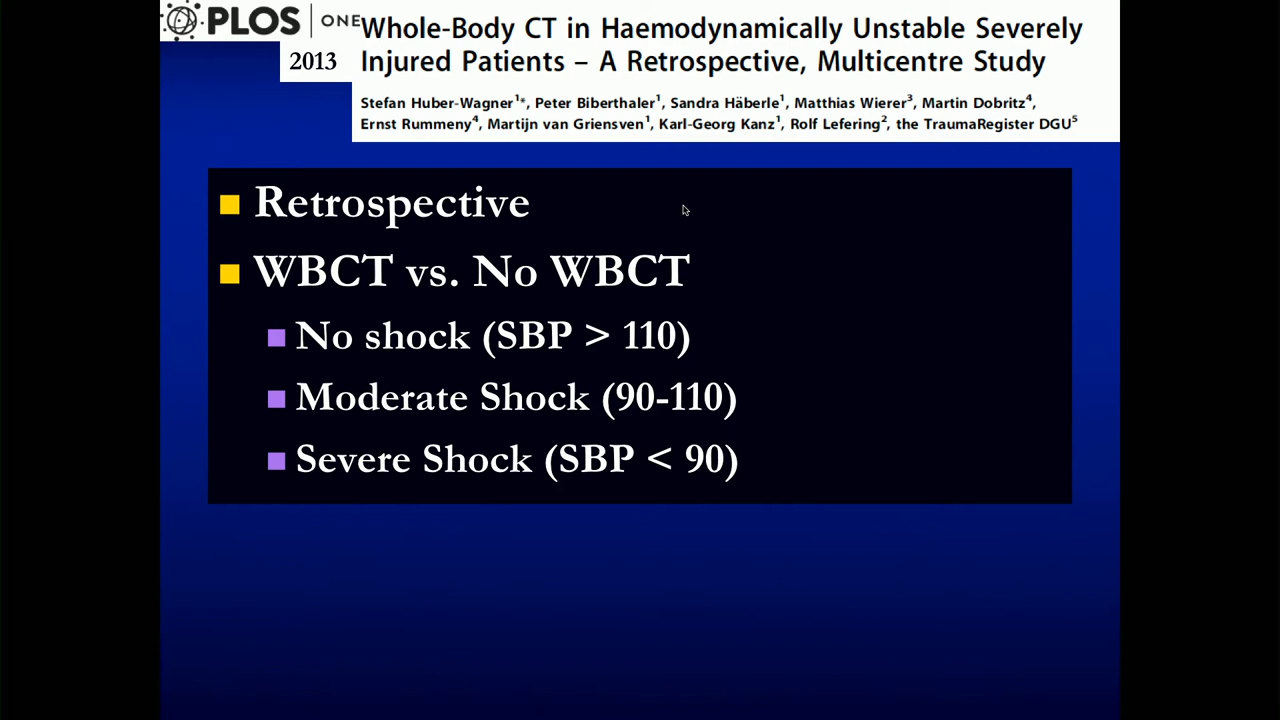 PLOS | ONE
2013
Whole-Body CT in Haemodynamically Unstable Severely
Injured Patients – A Retrospective, Multicentre Study
Stefan Huber-Wagner1*, Peter Biberthaler1, Sandra Häberle1, Matthias Wierer3, Martin Dobritz4,
Ernst Rummeny4, Martijn van Griensven1, Karl-Georg Kanz1, Rolf Lefering2, the TraumaRegister DGU5
Retrospective
WBCT vs. No WBCT
No shock (SBP > 110)
Moderate Shock (90-110)
Severe Shock (SBP < 90)